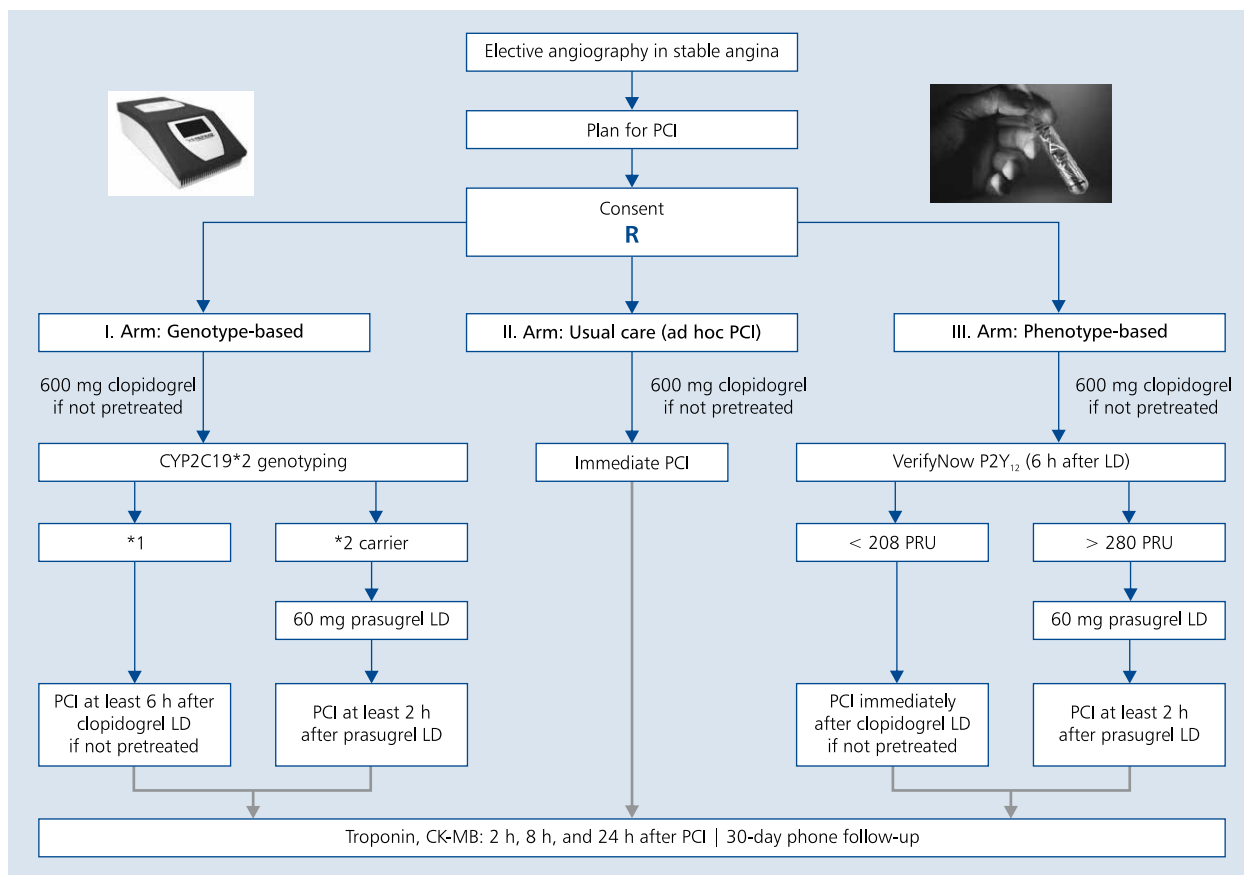 Elective angiography in stable angina
Plan for PCI
Consent
R
I. Arm: Genotype-based
II. Arm: Usual care (ad hoc PCI)
III. Arm: Phenotype-based
600 mg clopidogrel
if not pretreated
600 mg clopidogrel
if not pretreated
600 mg clopidogrel
if not pretreated
CYP2C19*2 genotyping
Immediate PCI
VerifyNow P2Y₁₂ (6 h after LD)
*1
*2 carrier
< 208 PRU
> 280 PRU
60 mg prasugrel LD
60 mg prasugrel LD
PCI at least 6 h after
clopidogrel LD
if not pretreated
PCI at least 2 h
after prasugrel LD
PCI immediately
after clopidogrel LD
if not pretreated
PCI at least 2 h
after prasugrel LD
Troponin, CK-MB: 2 h, 8 h, and 24 h after PCI | 30-day phone follow-up